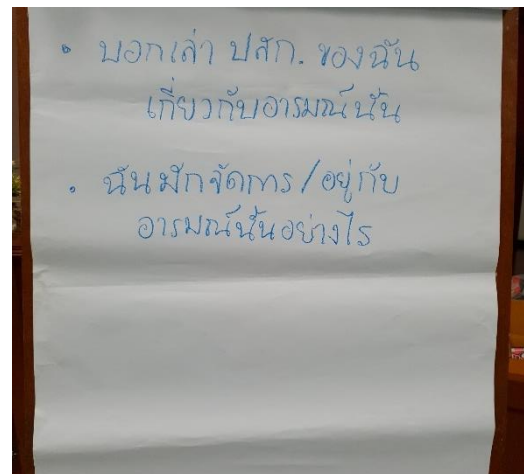 • บอกเล่า ปสก. ของฉัน
เกี่ยวกับอารมณ์นั้น
• ฉันมักจัดการ/อยู่กับ
อารมณ์นั้นอย่างไร